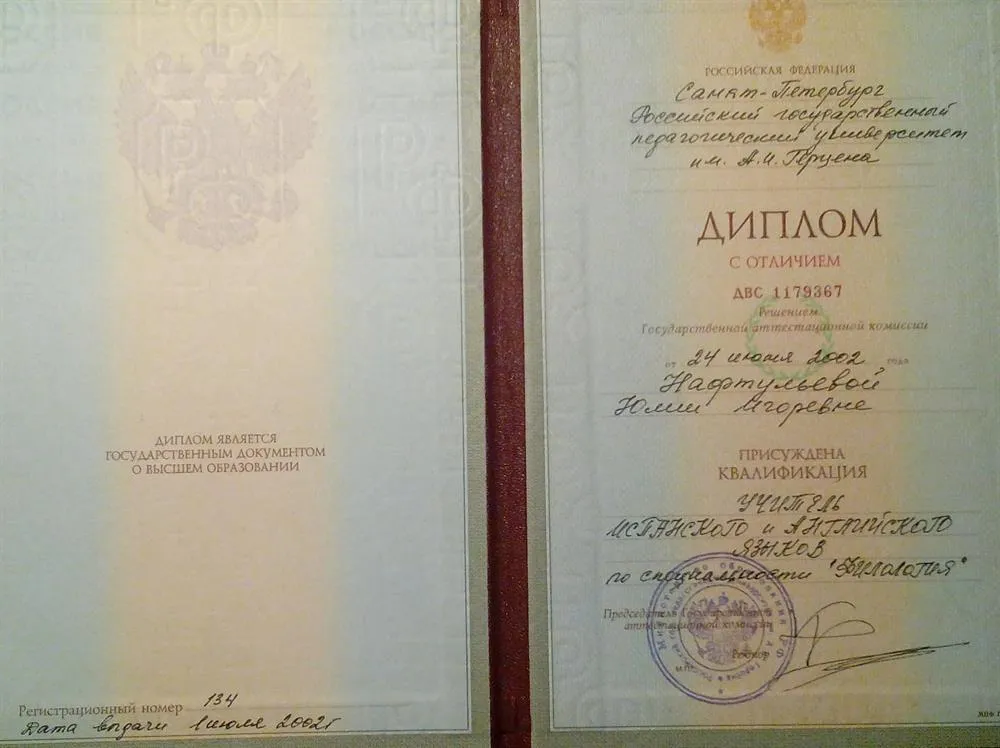 ДИПЛОМ ЯВЛЯЕТСЯ
ГОСУДАРСТВЕННЫМ ДОКУМЕНТОМ
О ВЫСШЕМ ОБРАЗОВАНИИ
Регистрационный номер 134
Дата выдачи 1 июля 2002г
РОССИЙСКАЯ ФЕДЕРАЦИЯ
Санкт-Петербург
Российский государственный
педагогический университет
им. А.И. Герцена
ДИПЛОМ
С ОТЛИЧИЕМ
ДВС 1179367
Решением
Государственной аттестационной комиссии
от 24 июня 2002 года
Нафтульевой
Юлии Игоревне
ПРИСУЖДЕНА
КВАЛИФИКАЦИЯ
УЧИТЕЛЬ
ИСПАНСКОГО и АНГЛИЙСКОГО
ЯЗЫКОВ
по специальности "Филология"
Председатель Государственной
аттестационной комиссии
Ректор
М.П.